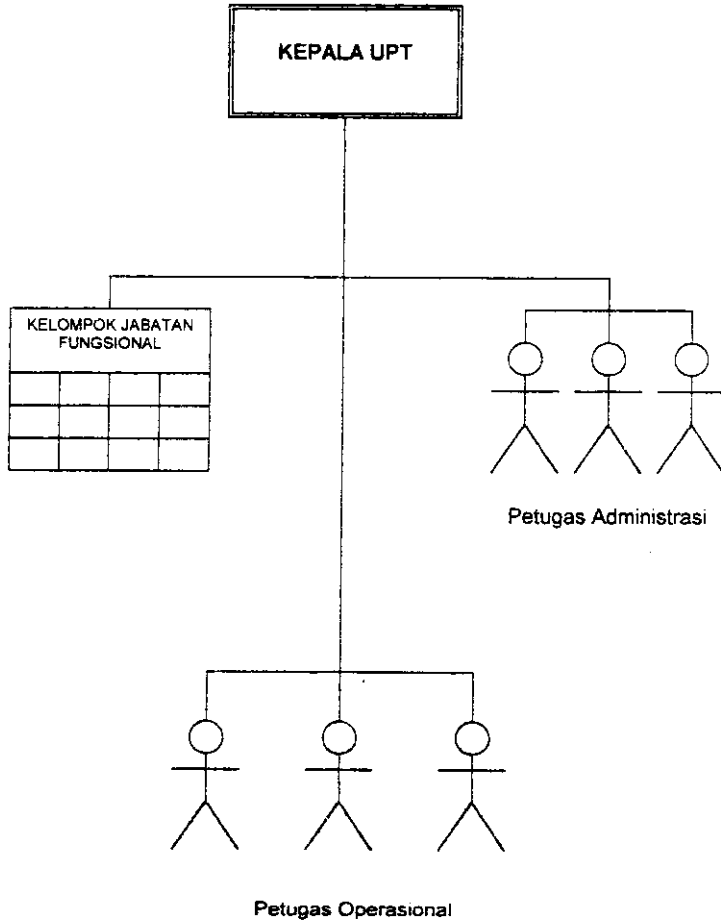 KEPALA UPT
KELOMPOK JABATAN
FUNGSIONAL
Petugas Administrasi
Petugas Operasional